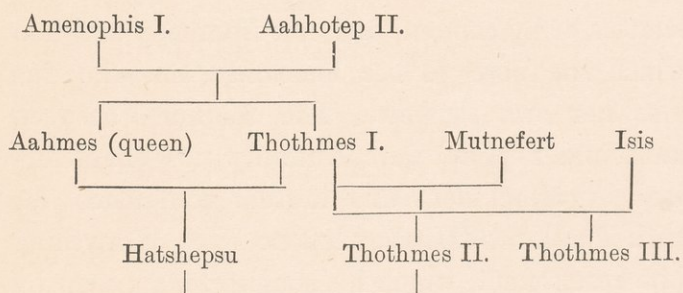 Amenophis I. Aahhotep II.
Aahmes (queen) Thothmes I. Mutnefert Isis
Hatshepsu Thothmes II. Thothmes III.